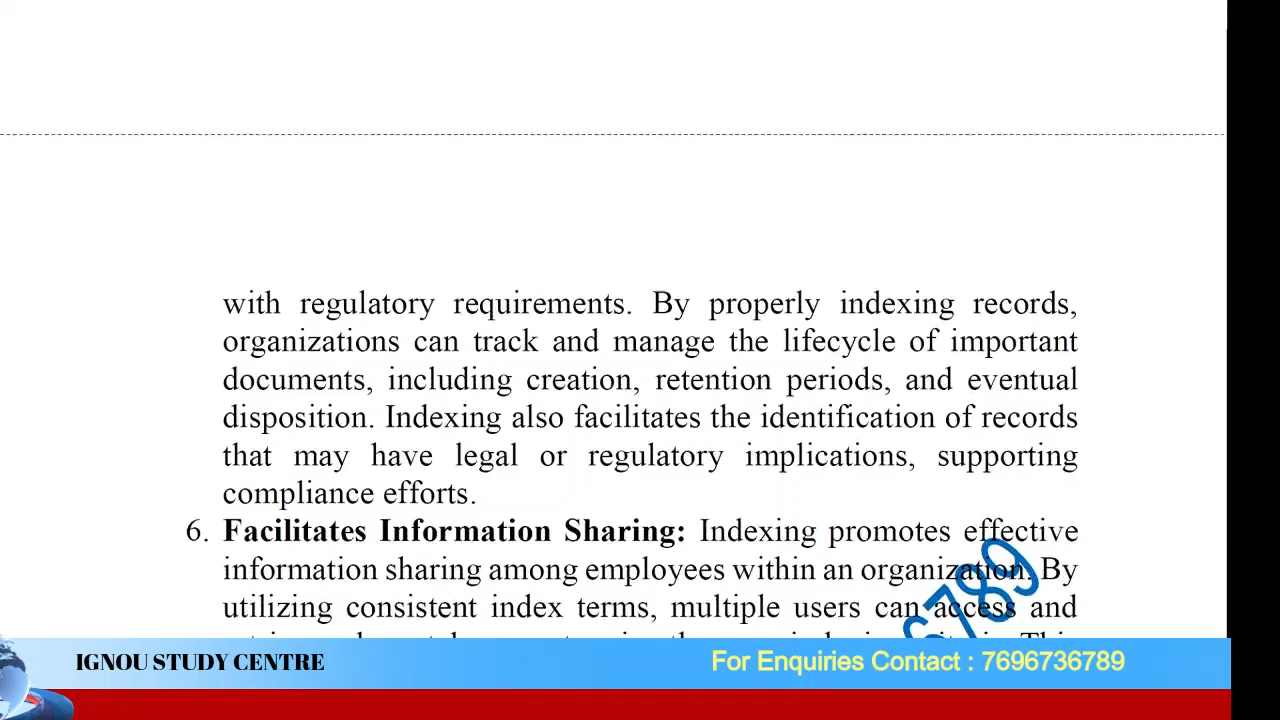 with regulatory requirements. By properly indexing records,
organizations can track and manage the lifecycle of important
documents, including creation, retention periods, and eventual
disposition. Indexing also facilitates the identification of records
that may have legal or regulatory implications, supporting
compliance efforts.
6. Facilitates Information Sharing: Indexing promotes effective
information sharing among employees within an organization. By
utilizing consistent index terms, multiple users can access and
6789
IGNOU STUDY CENTRE
For Enquiries Contact : 7696736789